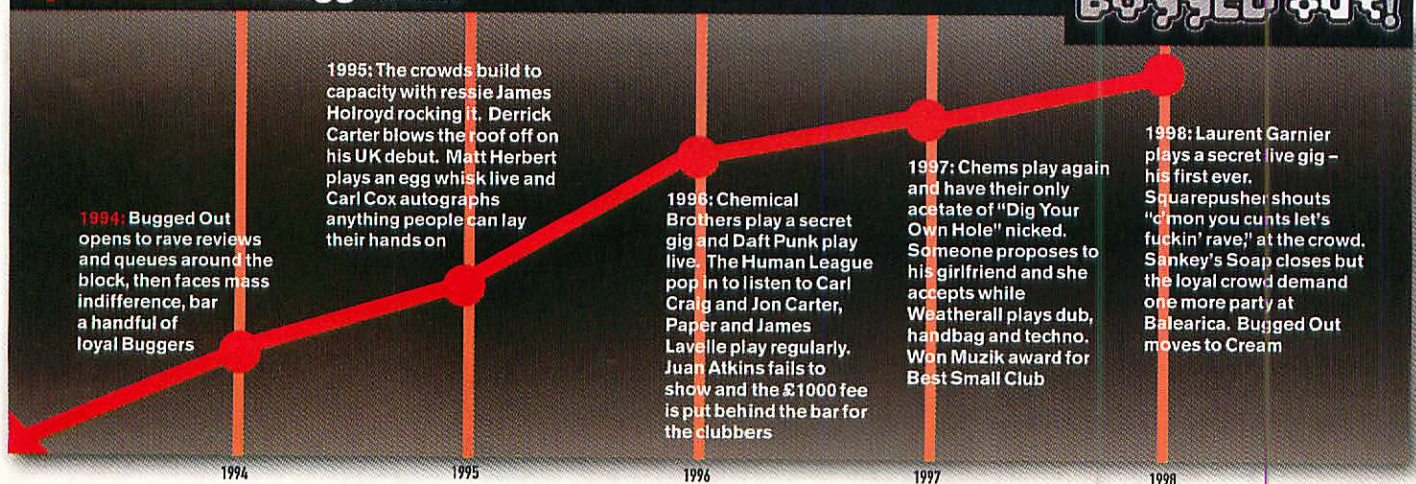 BUGGED OUT!
1994: Bugged Out
opens to rave reviews
and queues around the
block, then faces mass
indifference, bar
a handful of
loyal Buggers
1995: The crowds build to
capacity with ressie James
Holroyd rocking it. Derrick
Carter blows the roof off on
his UK debut. Matt Herbert
plays an egg whisk live and
Carl Cox autographs
anything people can lay
their hands on
1996: Chemical
Brothers play a secret
gig and Daft Punk play
live. The Human League
pop in to listen to Carl
Craig and Jon Carter,
Paper and James
Lavelle play regularly.
Juan Atkins fails to
show and the £1000 fee
is put behind the bar for
the clubbers
1997: Chems play again
and have their only
acetate of "Dig Your
Own Hole" nicked.
Someone proposes to
his girlfriend and she
accepts while
Weatherall plays dub,
handbag and techno.
Won Muzik award for
Best Small Club
1998: Laurent Garnier
plays a secret live gig –
his first ever.
Squarepusher shouts
"c'mon you cunts let's
fuckin' rave," at the crowd.
Sankey's Soap closes but
the loyal crowd demand
one more party at
Balearica. Bugged Out
moves to Cream
1994 1995 1996 1997 1998